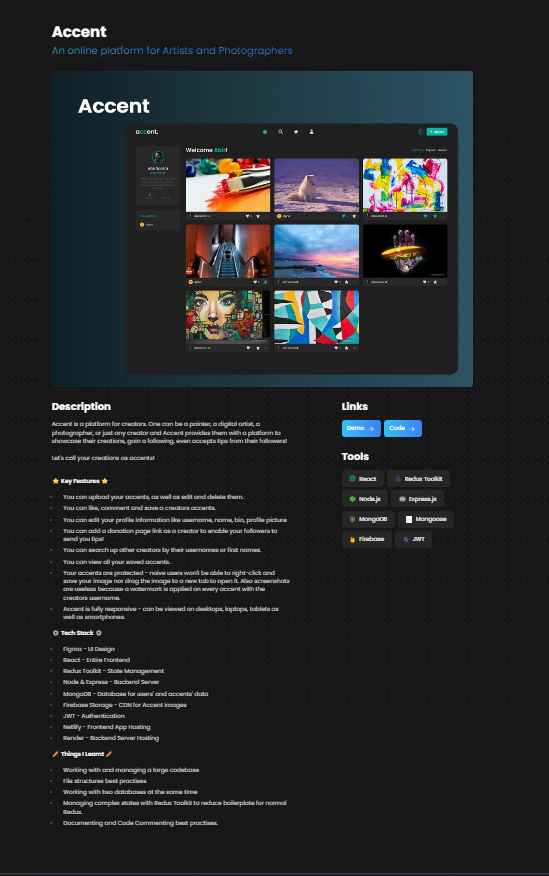 Accent
An online platform for Artists and Photographers
Accent
accent.
Welcome Abir!
Description
Accent is a platform for creators. One can be a painter, a digital artist, a
photographer, or just any creator and Accent provides them with a platform to
showcase their creations, gain a following, even accepts tips from their followers!
Let's call your creations as accents!
⭐ Key Features ⭐
You can upload your accents, as well as edit and delete them.
You can like, comment and save a creators accents.
You can edit your profile information like username, name, bio, profile picture
You can add a donation page link as a creator to enable your followers to
send you tips!
You can search up other creators by their usernames or first names.
You can view all your saved accents.
Your accents are protected - naive users won't be able to right-click and
save your image nor drag the image to a new tab to open it. Also screenshots
are useless because a watermark is applied on every accent with the
creators username.
Accent is fully responsive - can be viewed on desktops, laptops, tablets as
well as smartphones.
⚙️ Tech Stack ⚙️
Figma - UI Design
React - Entire Frontend
Redux Toolkit - State Management
Node & Express - Backend Server
MongoDB - Database for users' and accents' data
Firebase Storage - CDN for Accent images
JWT - Authentication
Netlify - Frontend App Hosting
Render - Backend Server Hosting
Things I Learnt
Working with and managing a large codebase
File structures best practises
Working with two databases at the same time
Managing complex states with Redux Toolkit to reduce boilerplate for normal
Redux.
Documenting and Code Commenting best practises.
Links
Demo → Code →
Tools
React Redux Toolkit
Node.js Express.js
MongoDB Mongoose
Firebase JWT